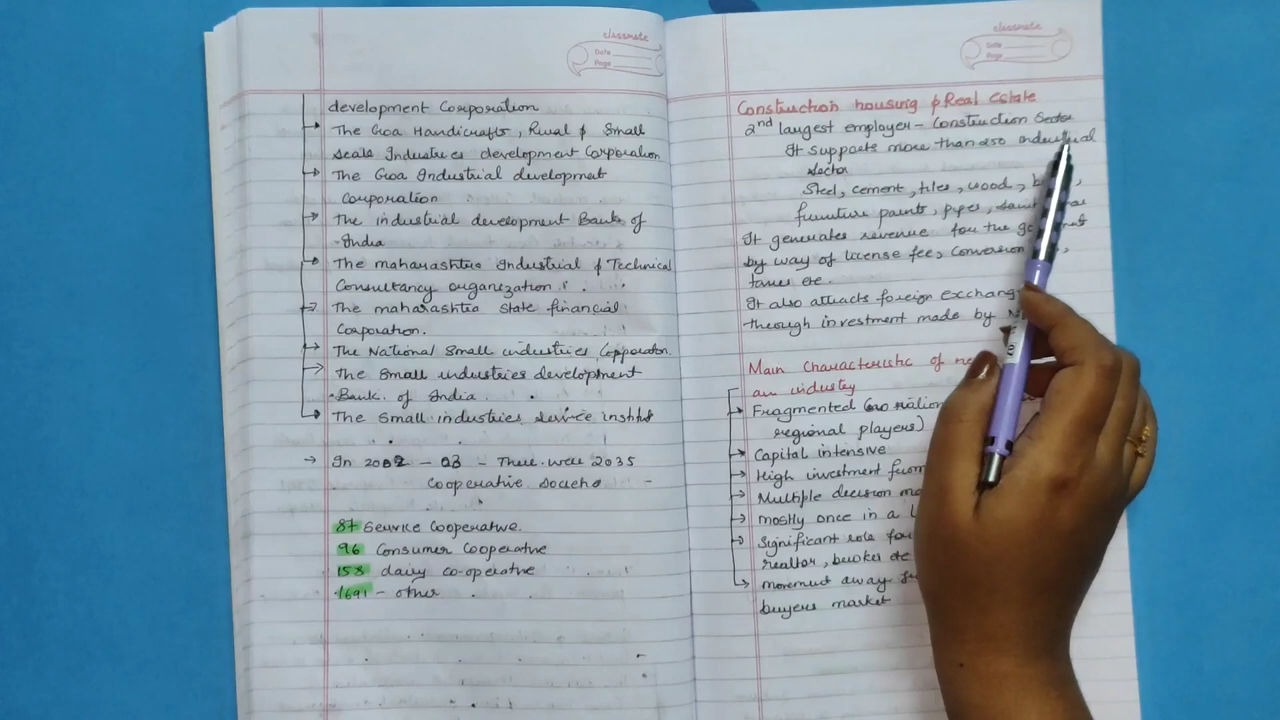 classmate
Date
Page
development Corporation
The Goa Handicrafts, Rural & Small
Scale Industries development Corporation
The Goa Industrial development
Corporation
The industrial development Bank of
India
The maharashtra Industrial & Technical
Consultancy organization
The maharashtra State financial
Corporation.
The National Small industries Corporation.
The Small industries development
Bank of India.
The Small industries service institut
→ In 2002 - 03 - There were 2035
Cooperative
87 Service Cooperative.
96 Consumer Cooperative
158 dairy co-operative
1691 - other
classmate
Date
Page
Construction housing & Real Estate
2nd largest employer - Construction Sector
It supports more than 250 industrial
sector
Steel, cement, tiles, wood,
furniture paints, pipes,
It generates revenue for the
by way of license fee, Conversion
taxes etc.
It also attracts foreign exchang
through investment made by
Main Characteristic of
an industry
Fragmented (no nation
regional players)
Capital intensive
High investment from
Multiple decision
mostly once in a
Significant role for
realtor, broker etc
movement away
buyers market